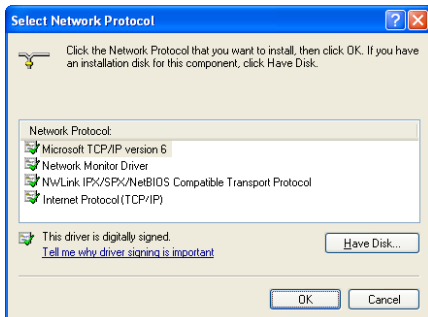 Select Network Protocol
Click the Network Protocol that you want to install, then click OK. If you have
an installation disk for this component, click Have Disk.
Network Protocol:
Microsoft TCP/IP version 6
Network Monitor Driver
NWLink IPX/SPX/NetBIOS Compatible Transport Protocol
Internet Protocol (TCP/IP)
This driver is digitally signed.
Tell me why driver signing is important
Have Disk...
OK
Cancel